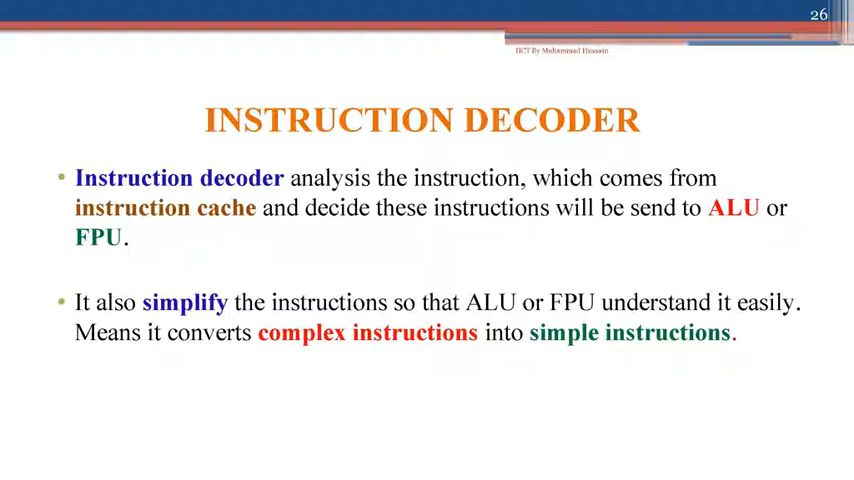 26
IICT By Muhammad Hussain
INSTRUCTION DECODER
• Instruction decoder analysis the instruction, which comes from
instruction cache and decide these instructions will be send to ALU or
FPU.
• It also simplify the instructions so that ALU or FPU understand it easily.
Means it converts complex instructions into simple instructions.